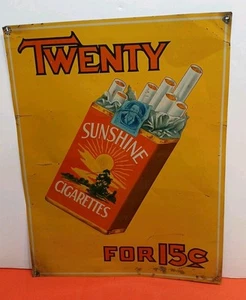 TWENTY
SUNSHINE
CIGARETTES
FOR 15¢